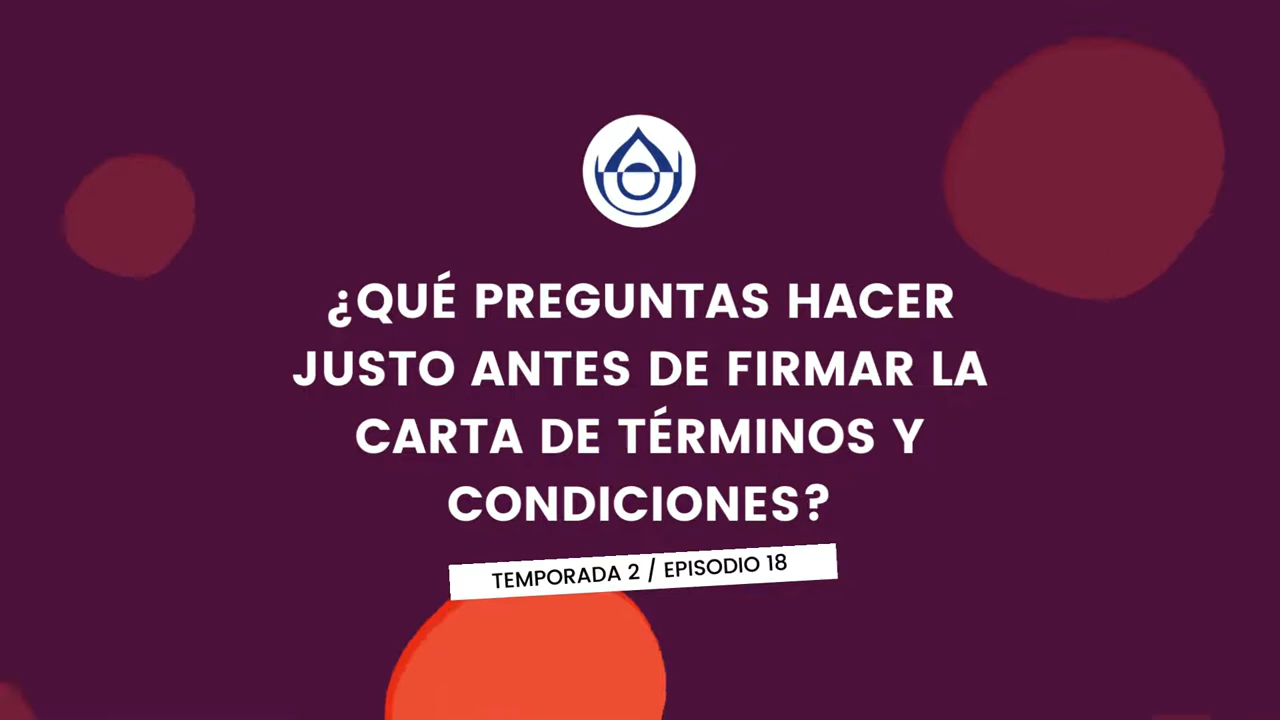 ¿QUÉ PREGUNTAS HACER
JUSTO ANTES DE FIRMAR LA
CARTA DE TÉRMINOS Y
CONDICIONES?
TEMPORADA 2 / EPISODIO 18